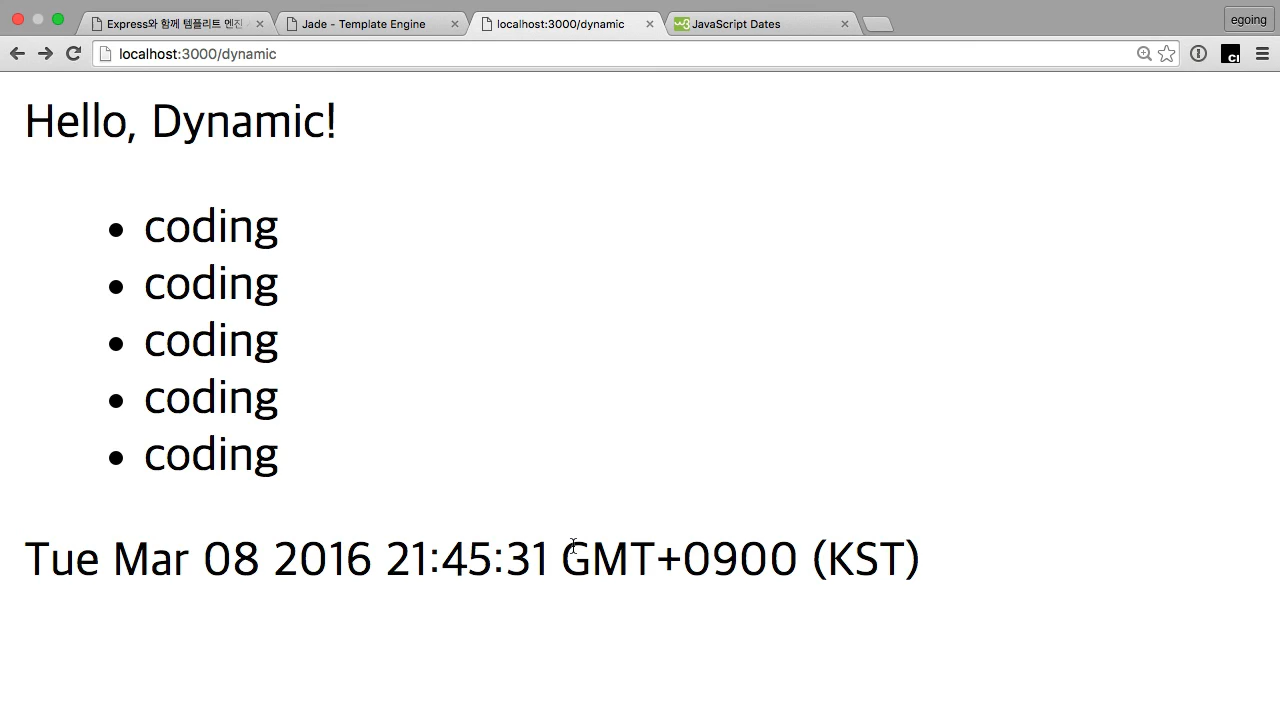 Express와 함께 템플리트 엔진
Jade - Template Engine
localhost:3000/dynamic
JavaScript Dates
egoing
localhost:3000/dynamic
Hello, Dynamic!
coding
coding
coding
coding
coding
Tue Mar 08 2016 21:45:31 GMT+0900 (KST)